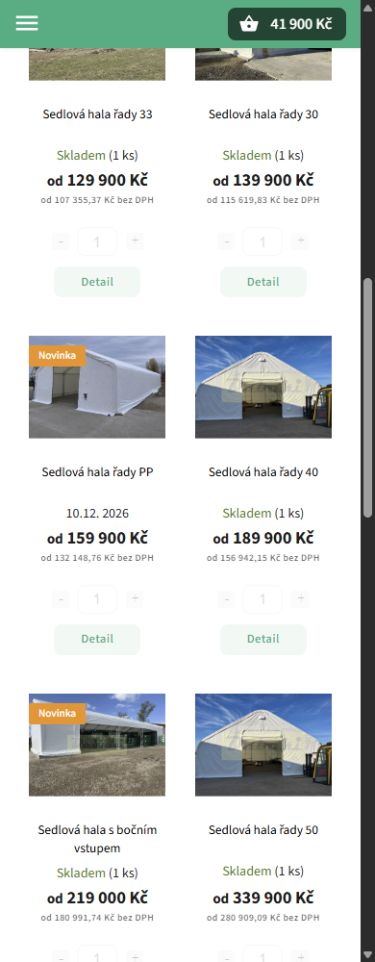 41 900 Kč
Sedlová hala řady 33
Skladem (1 ks)
od 129 900 Kč
od 107 355,37 Kč bez DPH
- 1 +
Detail
Sedlová hala řady 30
Skladem (1 ks)
od 139 900 Kč
od 115 619,83 Kč bez DPH
- 1 +
Detail
Novinka
Sedlová hala řady PP
10.12. 2026
od 159 900 Kč
od 132 148,76 Kč bez DPH
- 1 +
Detail
Sedlová hala řady 40
Skladem (1 ks)
od 189 900 Kč
od 156 942,15 Kč bez DPH
- 1 +
Detail
Novinka
Sedlová hala s bočním
vstupem
Skladem (1 ks)
od 219 000 Kč
od 180 991,74 Kč bez DPH
Sedlová hala řady 50
Skladem (1 ks)
od 339 900 Kč
od 280 909,09 Kč bez DPH